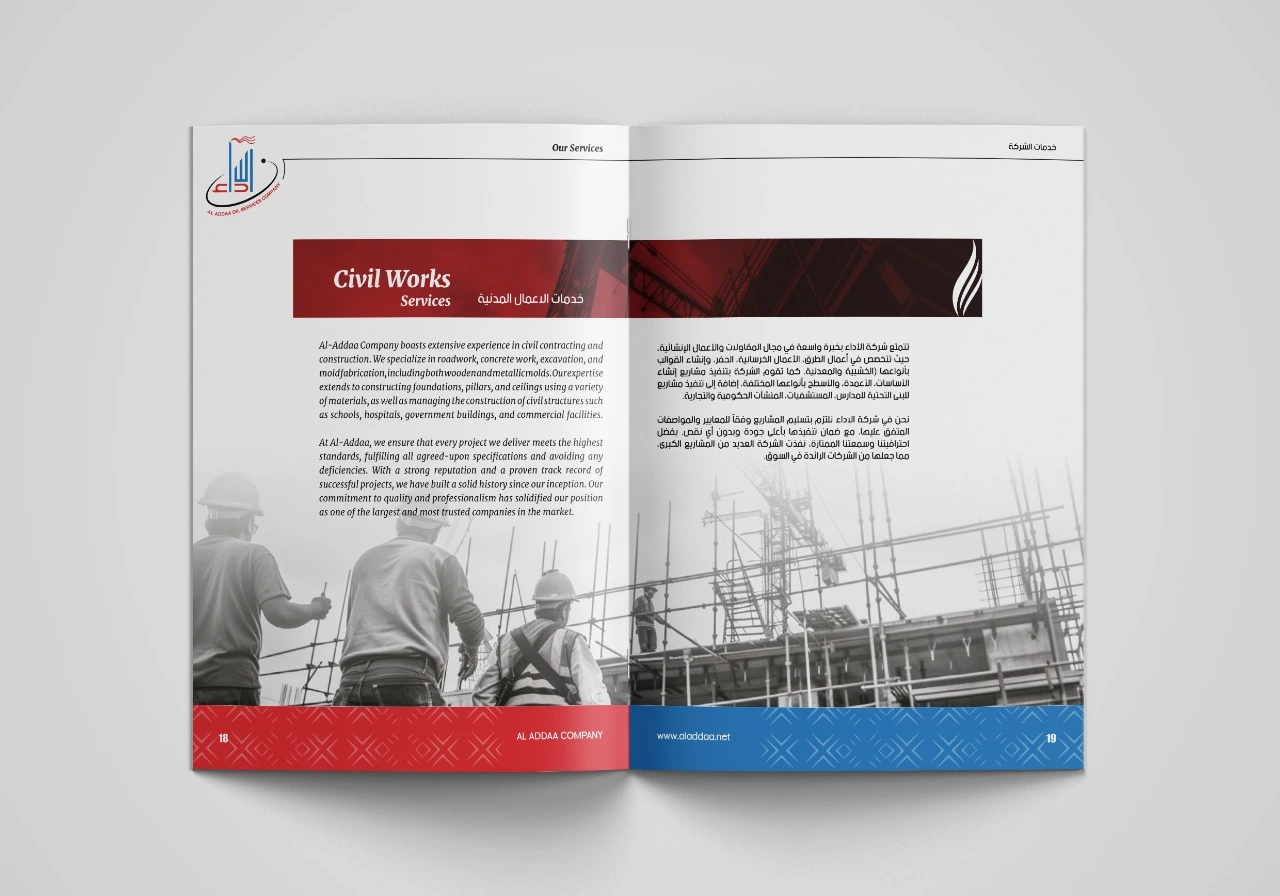 AL ADDAA OIL SERVICES COMPANY
Our Services
Civil Works
Services
خدمات الاعمال المدنية
Al-Addaa Company boasts extensive experience in civil contracting and
construction. We specialize in roadwork, concrete work, excavation, and
mold fabrication, including both wooden and metallic molds. Our expertise
extends to constructing foundations, pillars, and ceilings using a variety
of materials, as well as managing the construction of civil structures such
as schools, hospitals, government buildings, and commercial facilities.
At Al-Addaa, we ensure that every project we deliver meets the highest
standards, fulfilling all agreed-upon specifications and avoiding any
deficiencies. With a strong reputation and a proven track record of
successful projects, we have built a solid history since our inception. Our
commitment to quality and professionalism has solidified our position
as one of the largest and most trusted companies in the market.
18
AL ADDAA COMPANY
خدمات الشركة
تتمتع شركة الأداء بخبرة واسعة في مجال المقاولات والأعمال الإنشائية،
حيث تتخصص في أعمال الطرق، الأعمال الخرسانية، الحفر، وإنشاء القوالب
بأنواعها (الخشبية والمعدنية. كما تقوم الشركة بتنفيذ مشاريع إنشاء
الأساسات، الأعمدة، والأسطح بأنواعها المختلفة، إضافة إلى تنفيذ مشاريع
للبنى التحتية للمدارس، المستشفيات، المنشآت الحكومية والتجارية.
نحن في شركة الاداء نلتزم بتسليم المشاريع وفقاً للمعايير والمواصفات
المتفق عليها، مع ضمان تنفيذها بأعلى جودة وبدون أي نقص. بفضل
احترافيتنا وسمعتنا الممتازة، نفذت الشركة العديد من المشاريع الكبرى،
مما جعلها من الشركات الرائدة في السوق.
www.aladdaa.net
19